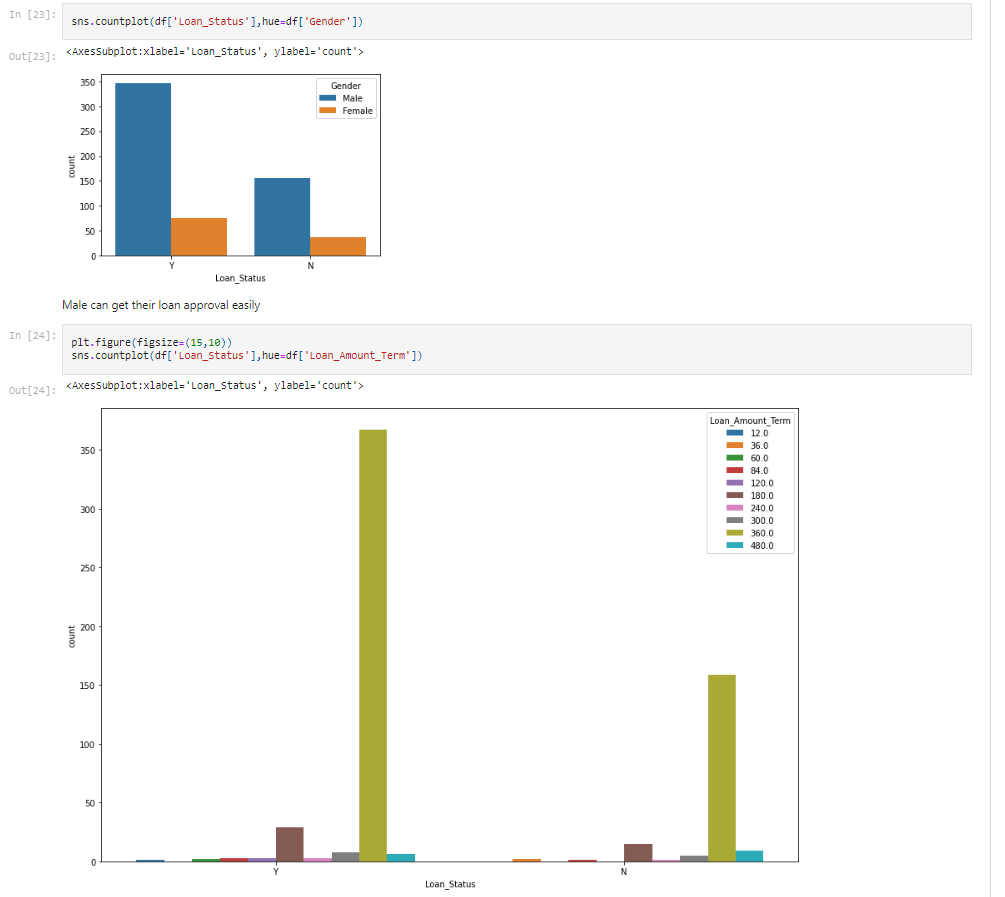 In [23]:
sns.countplot(df['Loan_Status'],hue=df['Gender'])
Out[23]:
<AxesSubplot:xlabel='Loan_Status', ylabel='count'>
350
300
250
200
150
100
50
0
count
Gender
Male
Female
Y
N
Loan_Status
Male can get their loan approval easily
In [24]:
plt.figure(figsize=(15,10))
sns.countplot(df['Loan_Status'],hue=df['Loan_Amount_Term'])
Out[24]:
<AxesSubplot:xlabel='Loan_Status', ylabel='count'>
350
300
250
200
150
100
50
0
count
Loan_Amount_Term
12.0
36.0
60.0
84.0
120.0
180.0
240.0
300.0
360.0
480.0
Y
N
Loan_Status